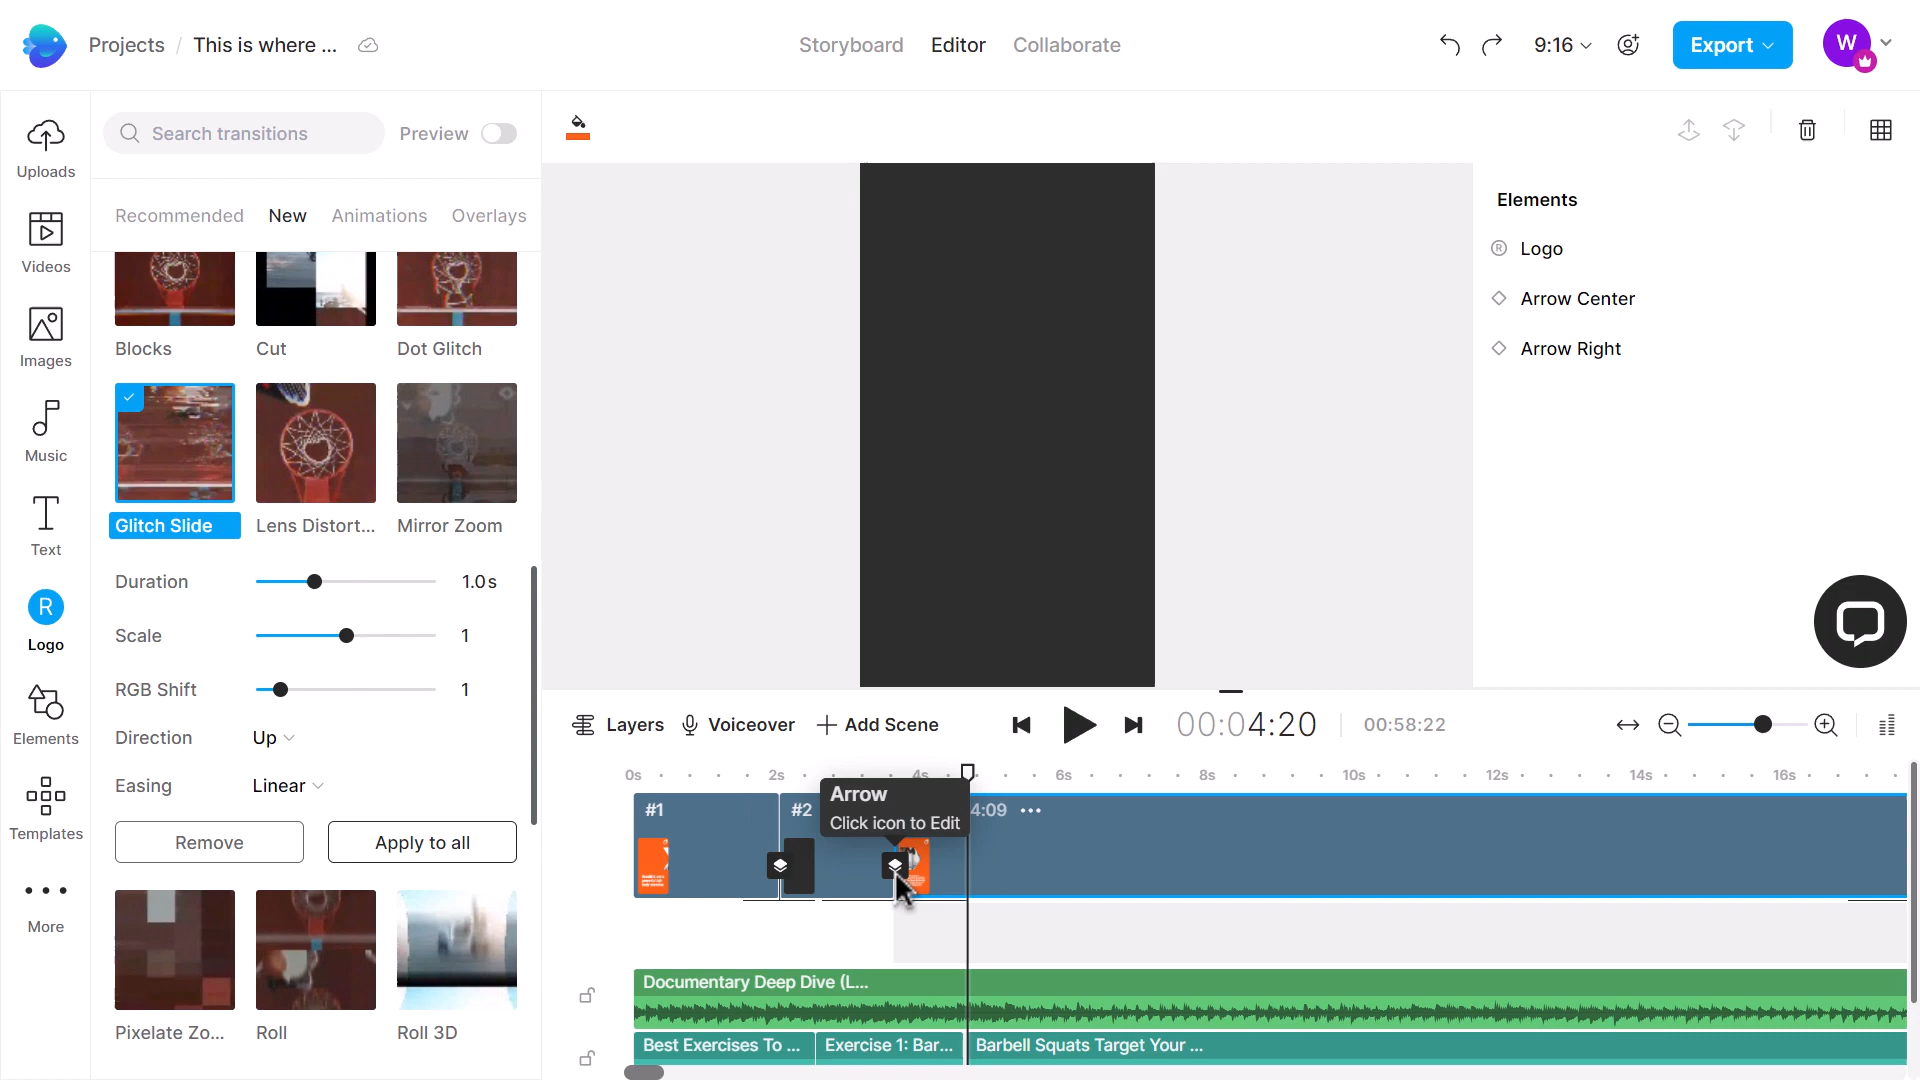 Projects / This is where ...
Storyboard Editor Collaborate
9:16
Export
W
Search transitions
Preview
Uploads
Videos
Images
Music
Text
R
Logo
Elements
Templates
More
Recommended New Animations Overlays
Blocks Cut Dot Glitch
Glitch Slide Lens Distort... Mirror Zoom
Duration 1.0s
Scale 1
RGB Shift 1
Direction Up
Easing Linear
Remove Apply to all
Pixelate Zo... Roll Roll 3D
Elements
R Logo
Arrow Center
Arrow Right
Layers Voiceover Add Scene
00:04:20 00:58:22
0s 2s 4s 6s 8s 10s 12s 14s 16s
#1 #2 4:09
Arrow
Click icon to Edit
Documentary Deep Dive (L...
Best Exercises To ... Exercise 1: Bar... Barbell Squats Target Your ...